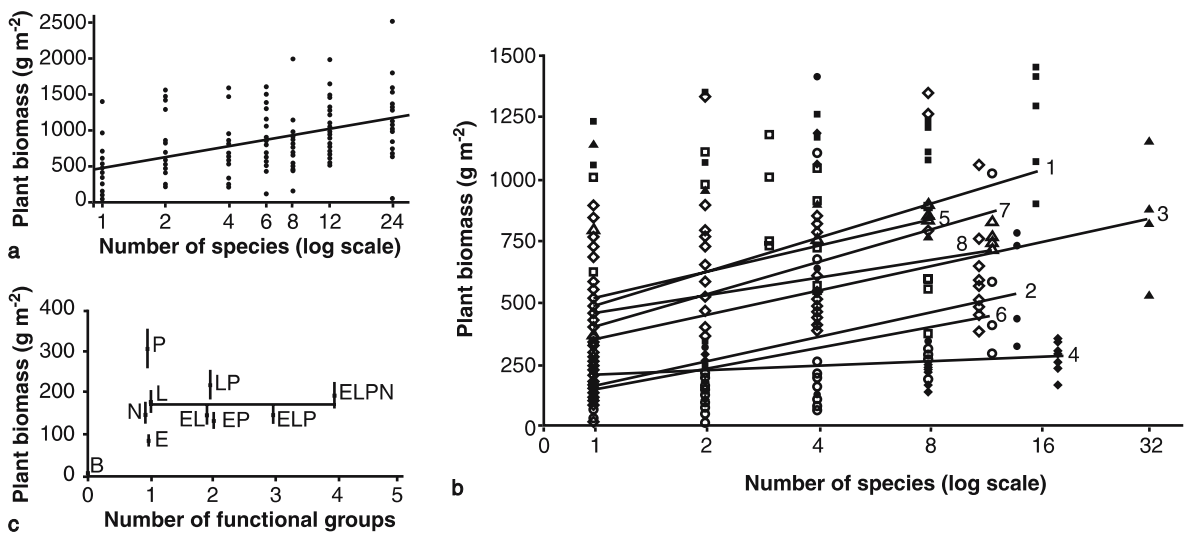 Plant biomass (g m-2)
2500
2000
1500
1000
500
0
1 2 4 6 8 12 24
Number of species (log scale)
a
Plant biomass (g m-2)
400
300
200
100
0
P
L
N
E
B
LP
EL
EP
ELP
ELPN
0 1 2 3 4 5
Number of functional groups
c
Plant biomass (g m-2)
1500
1250
1000
750
500
250
0
1
5
7
3
8
2
6
4
0 1 2 4 8 16 32
Number of species (log scale)
b